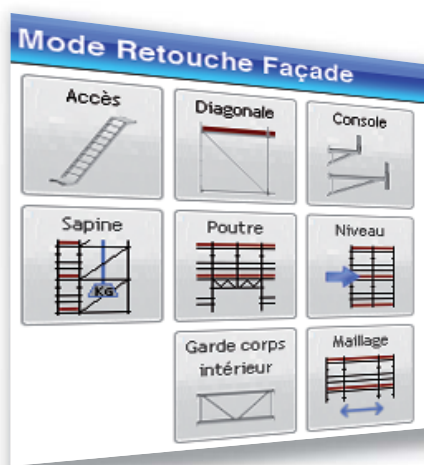 Mode Retouche Façade
Accès
Diagonale
Console
Sapine
KG
Poutre
Niveau
Garde corps
intérieur
Maillage